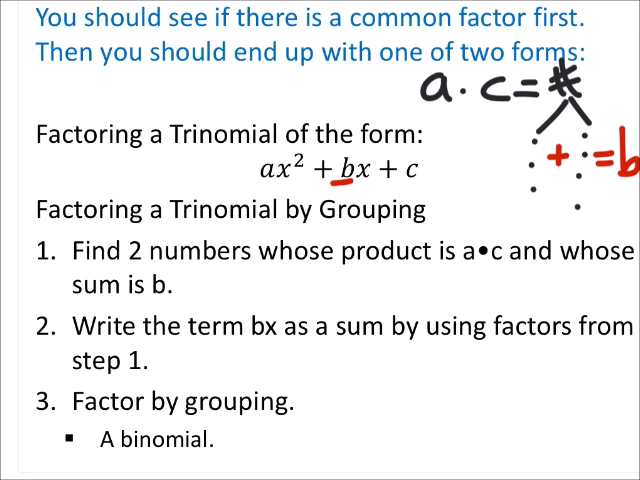 You should see if there is a common factor first.
Then you should end up with one of two forms:
a · c = #
Factoring a Trinomial of the form:
+ = b
ax² + bx + c
Factoring a Trinomial by Grouping
1. Find 2 numbers whose product is a•c and whose
sum is b.
2. Write the term bx as a sum by using factors from
step 1.
3. Factor by grouping.
▪ A binomial.